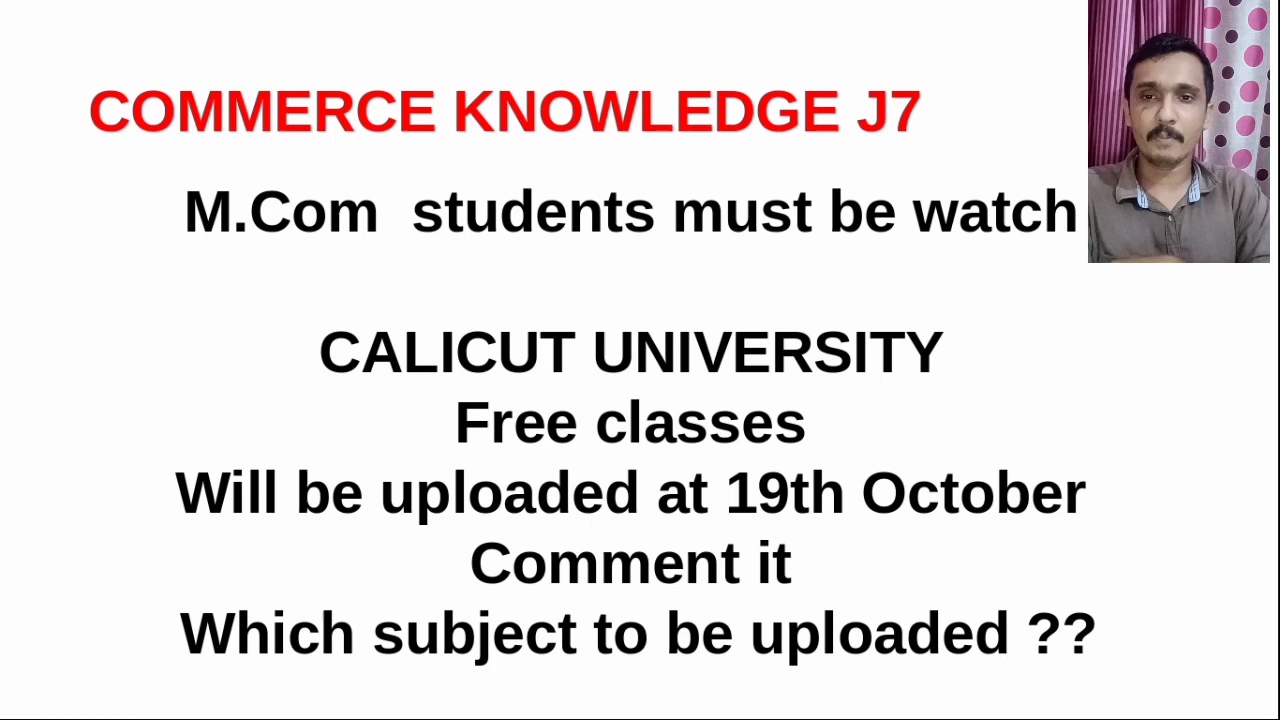 COMMERCE KNOWLEDGE J7
M.Com  students must be watch
CALICUT UNIVERSITY
Free classes
Will be uploaded at 19th October
Comment it
Which subject to be uploaded ??